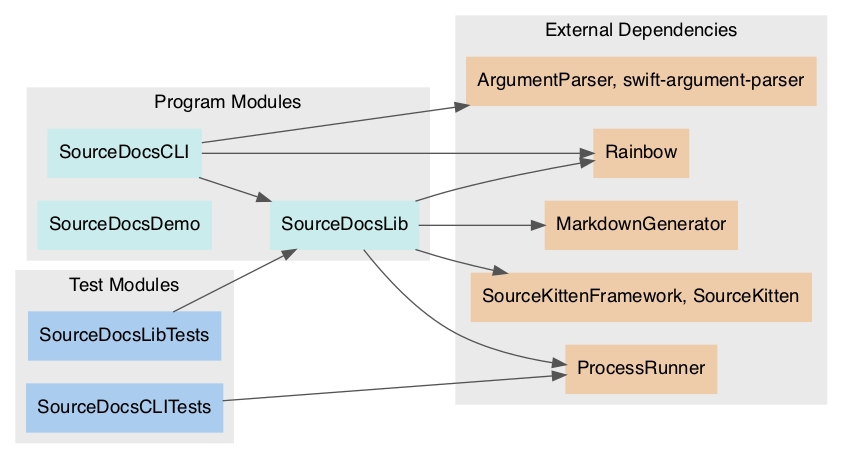 External Dependencies
ArgumentParser, swift-argument-parser
Program Modules
SourceDocsCLI
Rainbow
SourceDocsDemo
SourceDocsLib
MarkdownGenerator
Test Modules
SourceKittenFramework, SourceKitten
SourceDocsLibTests
ProcessRunner
SourceDocsCLITests